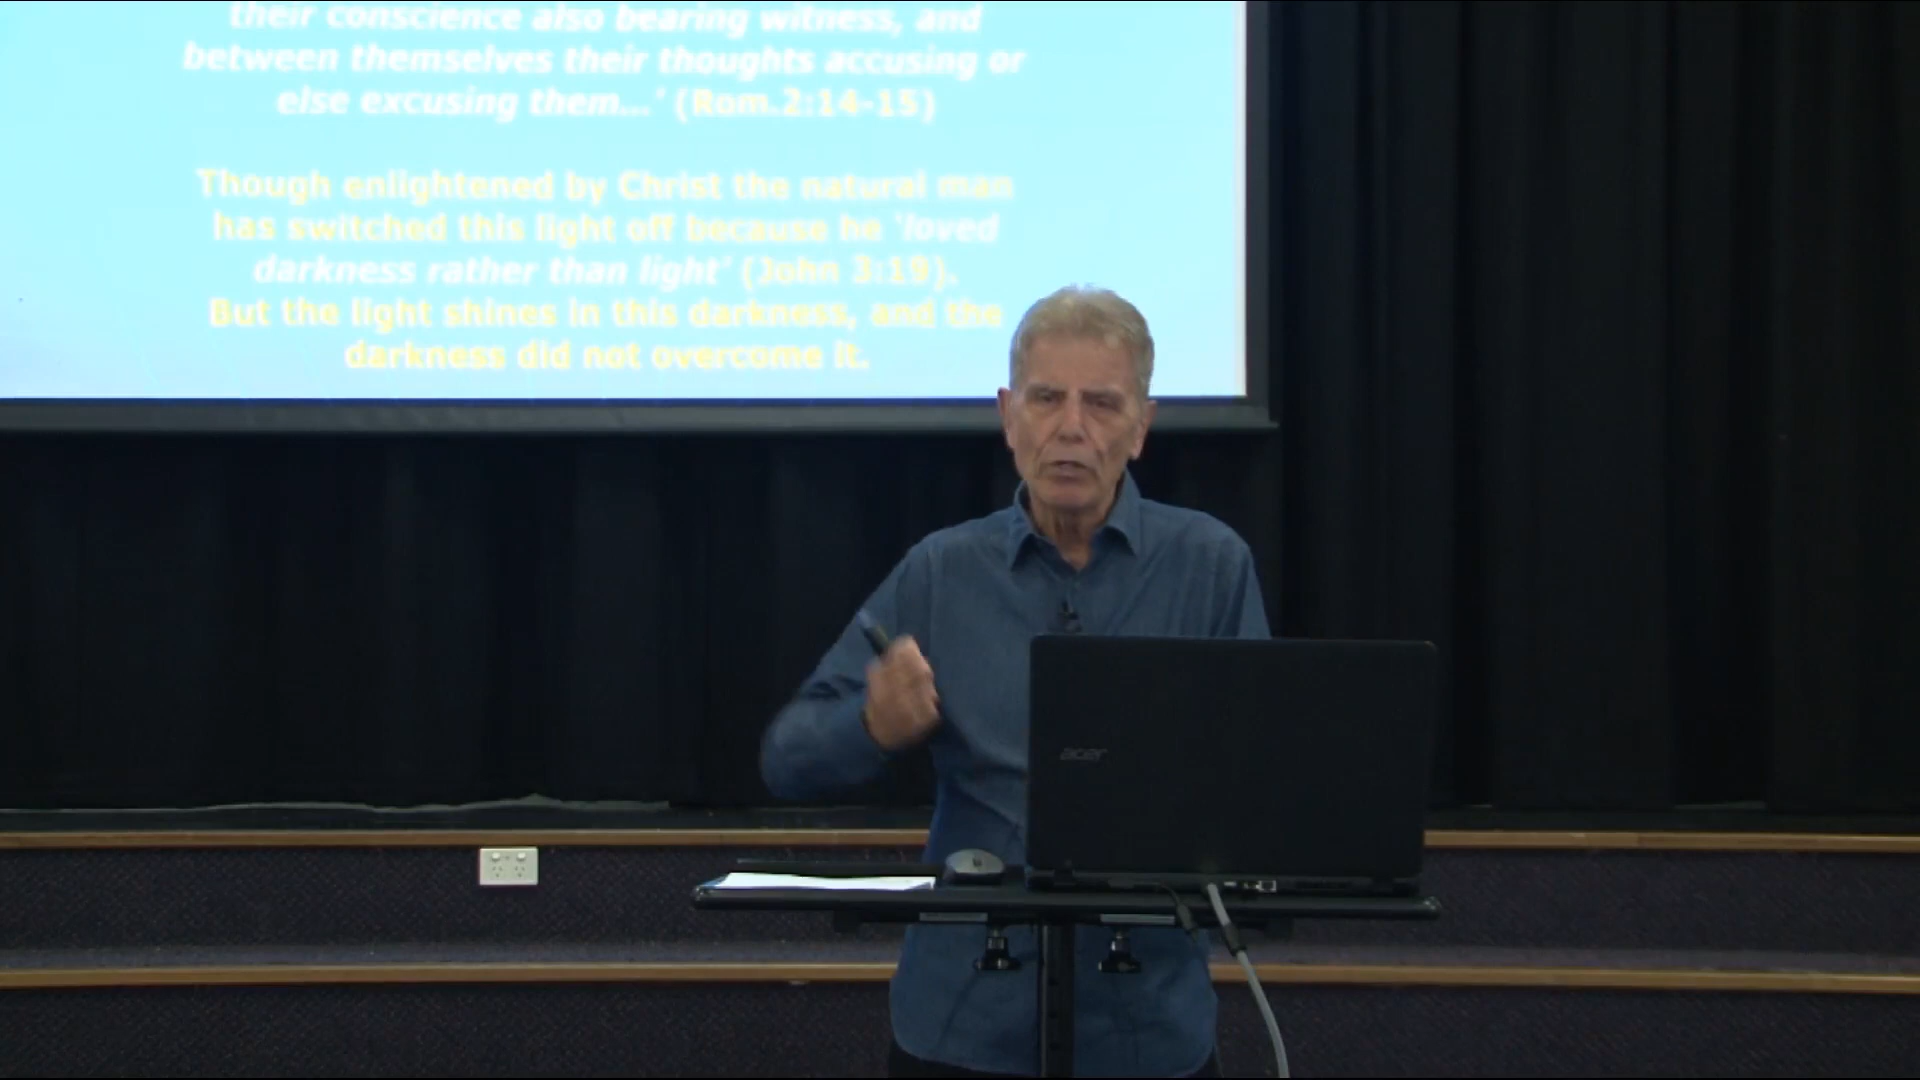 their conscience also bearing witness, and
between themselves their thoughts accusing or
else excusing them...' (Rom.2:14-15)
Though enlightened by Christ the natural man
has switched this light off because he 'loved
darkness rather than light' (John 3:19).
But the light shines in this darkness, and the
darkness did not overcome it.
acer